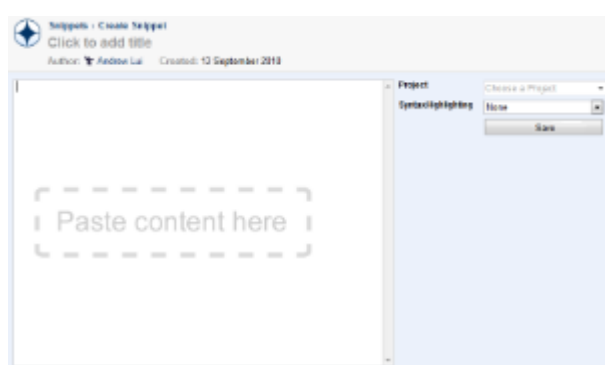 Snippets › Create Snippet
Click to add title
Author: Andrew Lui Created: 13 September 2010
Project
Choose a Project
Syntax Highlighting
None
Save
Paste content here